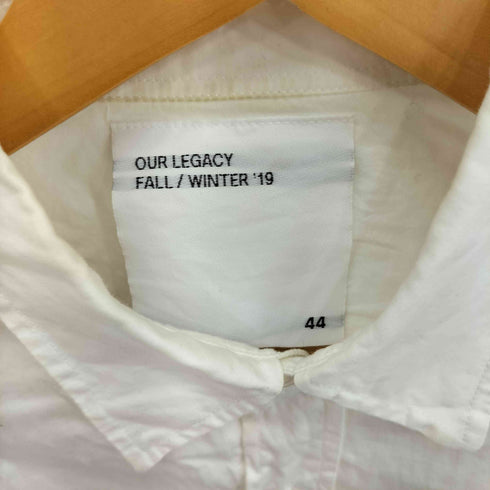 OUR LEGACY
FALL / WINTER '19
44